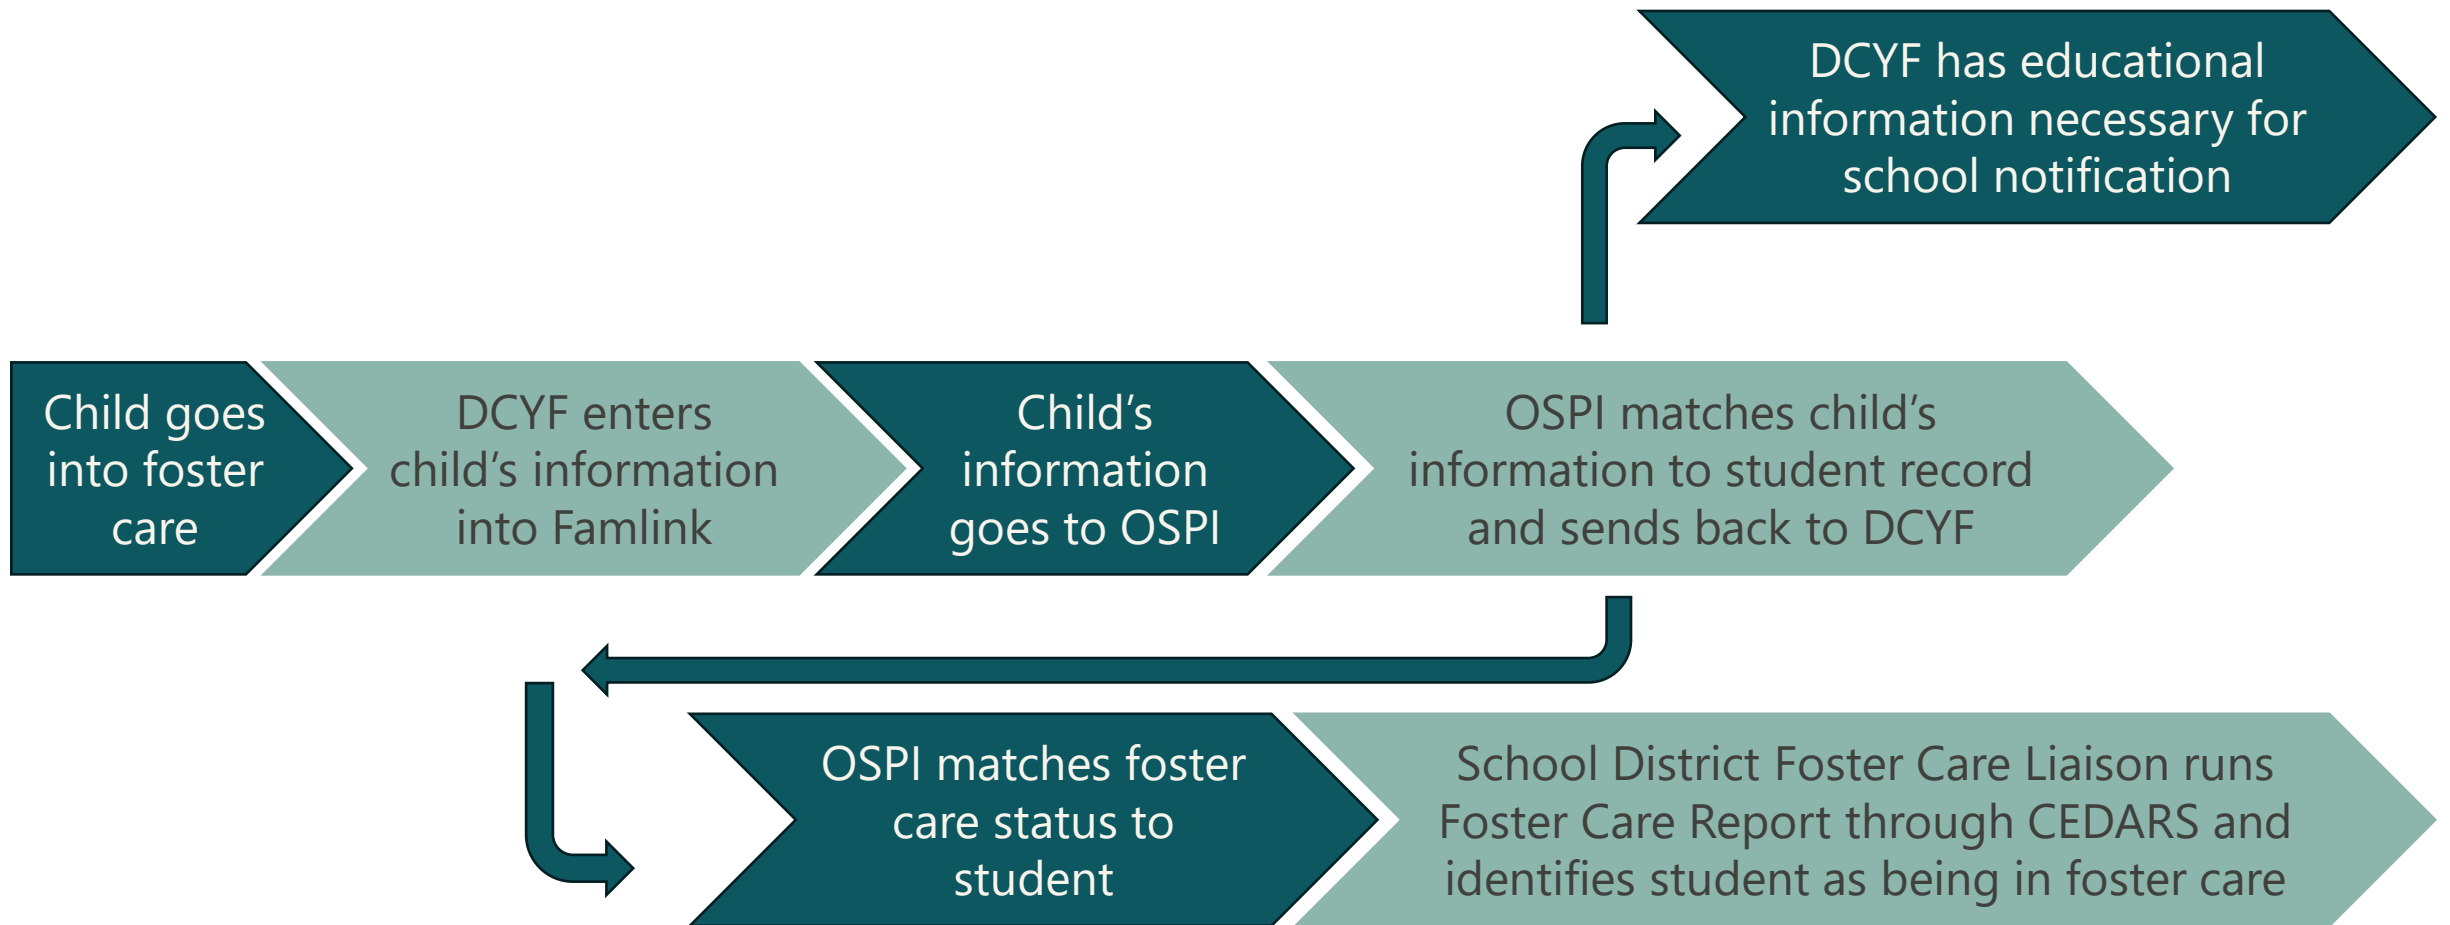 DCYF has educational
information necessary for
school notification
Child goes
into foster
care
DCYF enters
child’s information
into Famlink
Child’s
information
goes to OSPI
OSPI matches child’s
information to student record
and sends back to DCYF
OSPI matches foster
care status to
student
School District Foster Care Liaison runs
Foster Care Report through CEDARS and
identifies student as being in foster care